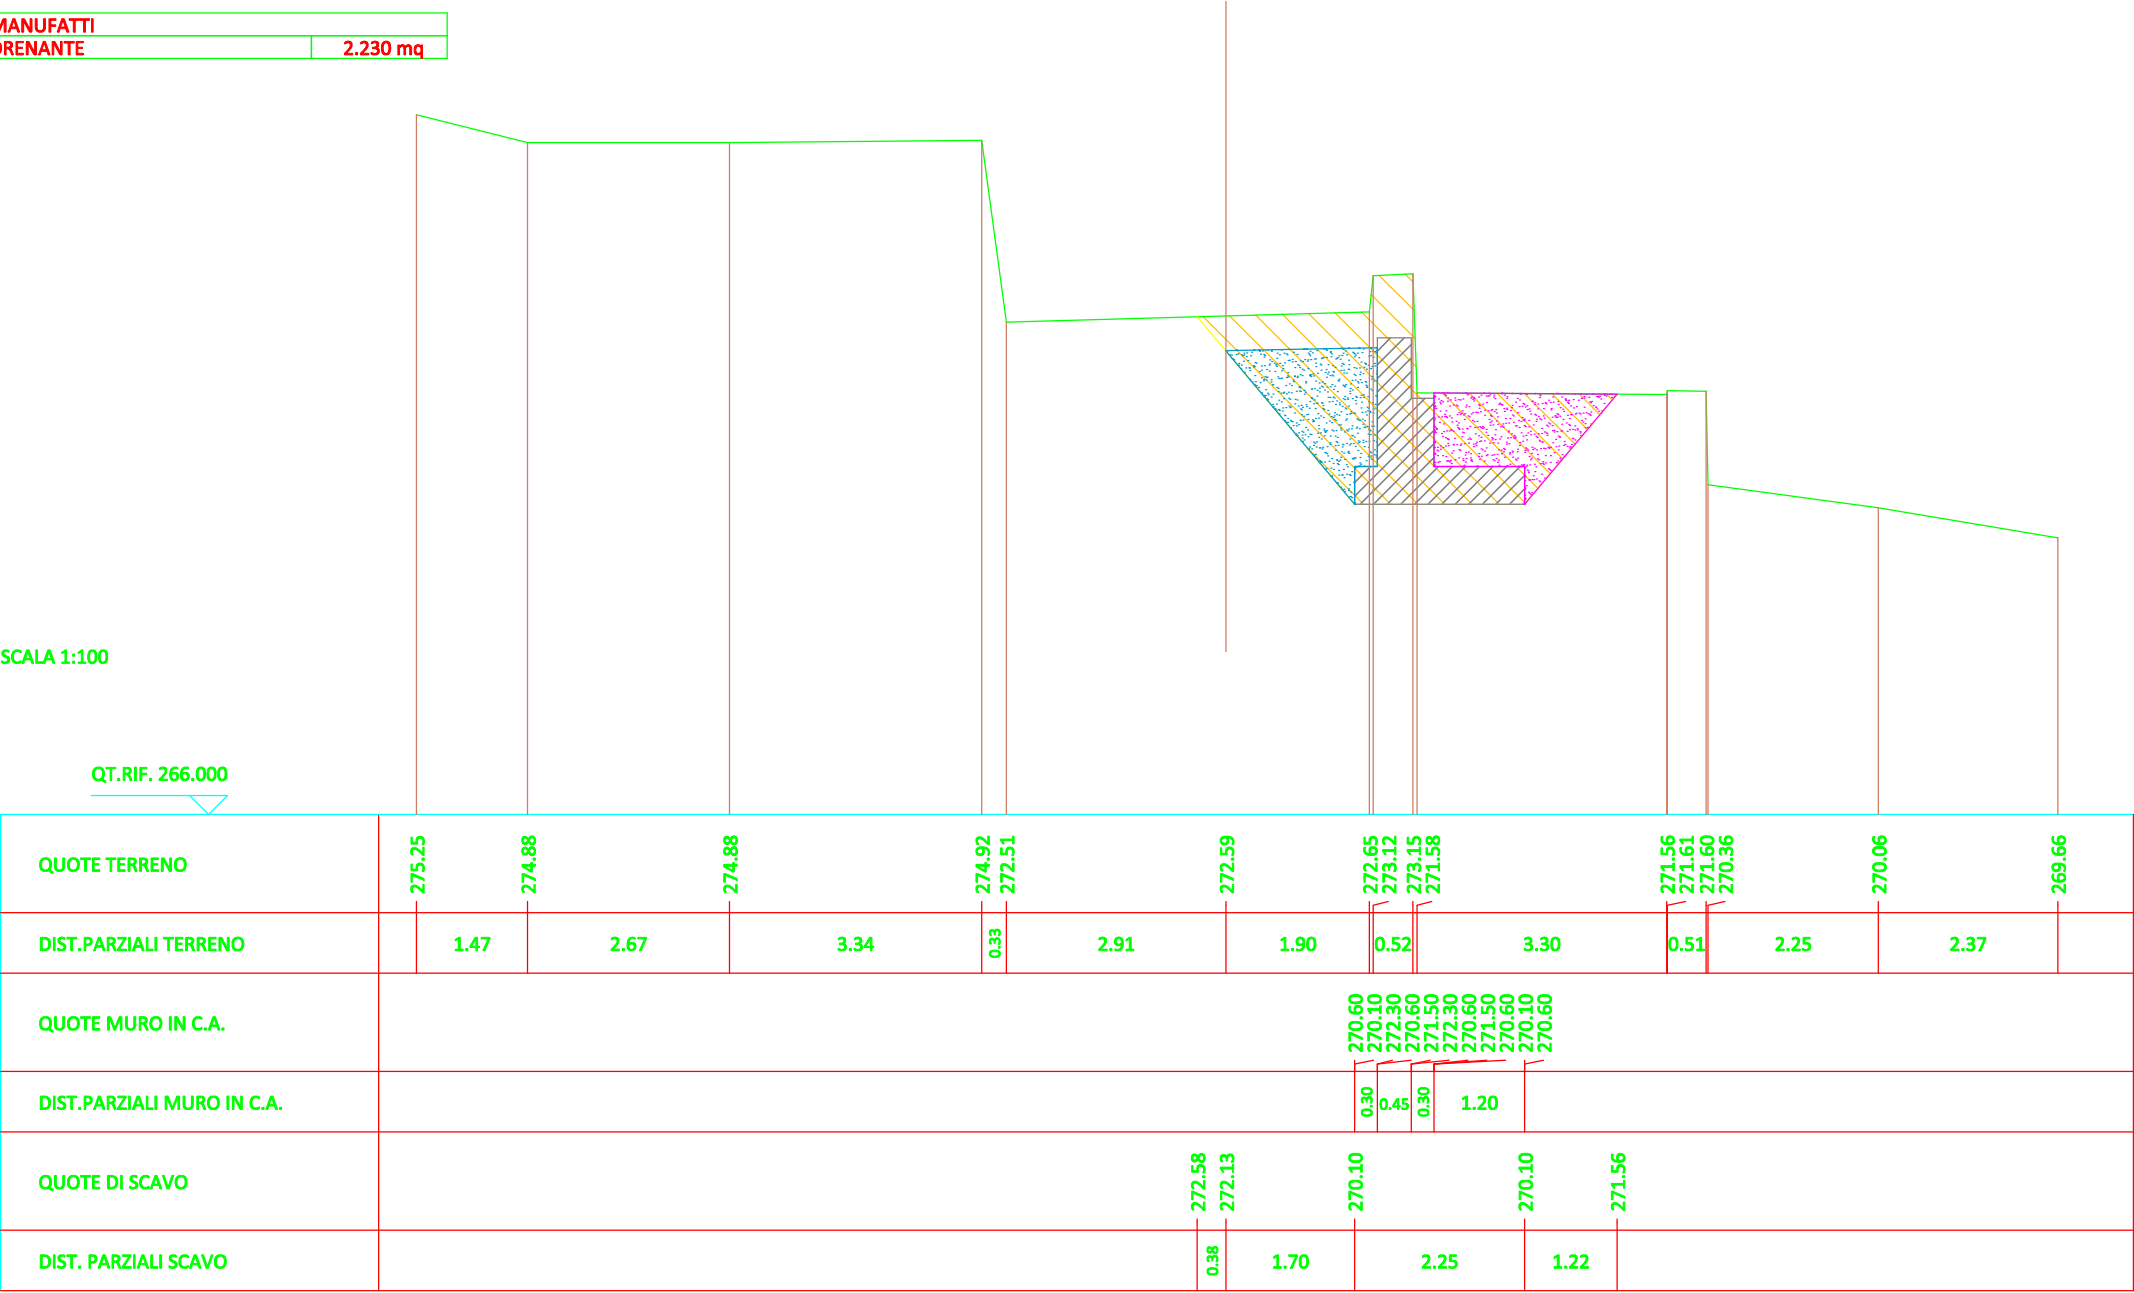 MANUFATTI
DRENANTE 2.230 mq
SCALA 1:100
QT.RIF. 266.000
QUOTE TERRENO 275.25 274.88 274.88 274.92 272.51 272.59 272.65 273.12 273.15 271.58 271.56 271.61 271.60 270.36 270.06 269.66
DIST.PARZIALI TERRENO 1.47 2.67 3.34 0.33 2.91 1.90 0.52 3.30 0.51 2.25 2.37
QUOTE MURO IN C.A. 270.60 270.10 272.30 270.60 271.50 272.30 270.60 271.50 270.60 270.10 270.60
DIST.PARZIALI MURO IN C.A. 0.30 0.45 0.30 1.20
QUOTE DI SCAVO 272.58 272.13 270.10 270.10 271.56
DIST. PARZIALI SCAVO 0.38 1.70 2.25 1.22